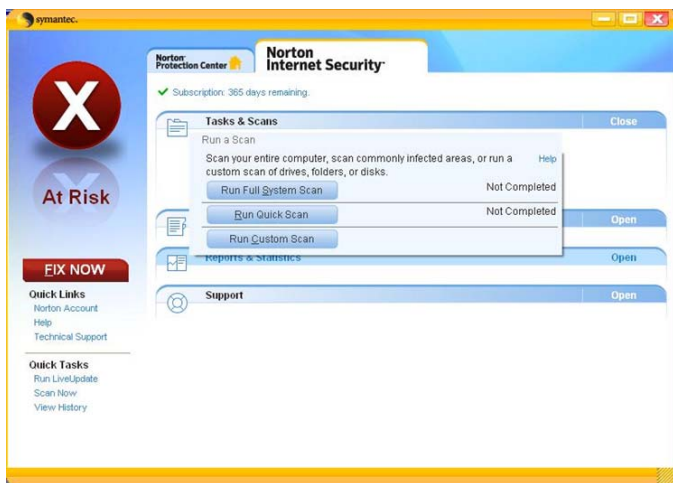 symantec.
Norton
Protection Center
Norton
Internet Security
Subscription: 365 days remaining.
X
At Risk
FIX NOW
Quick Links
Norton Account
Help
Technical Support
Quick Tasks
Run LiveUpdate
Scan Now
View History
Tasks & Scans
Close
Run a Scan
Scan your entire computer, scan commonly infected areas, or run a
custom scan of drives, folders, or disks.
Help
Run Full System Scan
Not Completed
Run Quick Scan
Not Completed
Run Custom Scan
Open
Reports & Statistics
Open
Support
Open